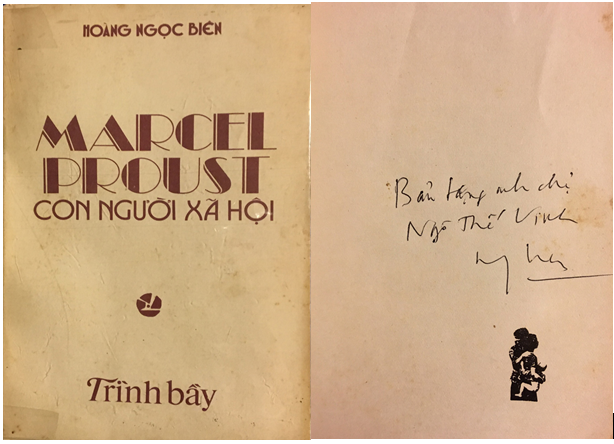 HOÀNG NGỌC BIÊN
MARCEL
PROUST
CON NGƯỜI XÃ HỘI
Trình bầy
Bản tặng anh chị
Ngô Thế Vinh